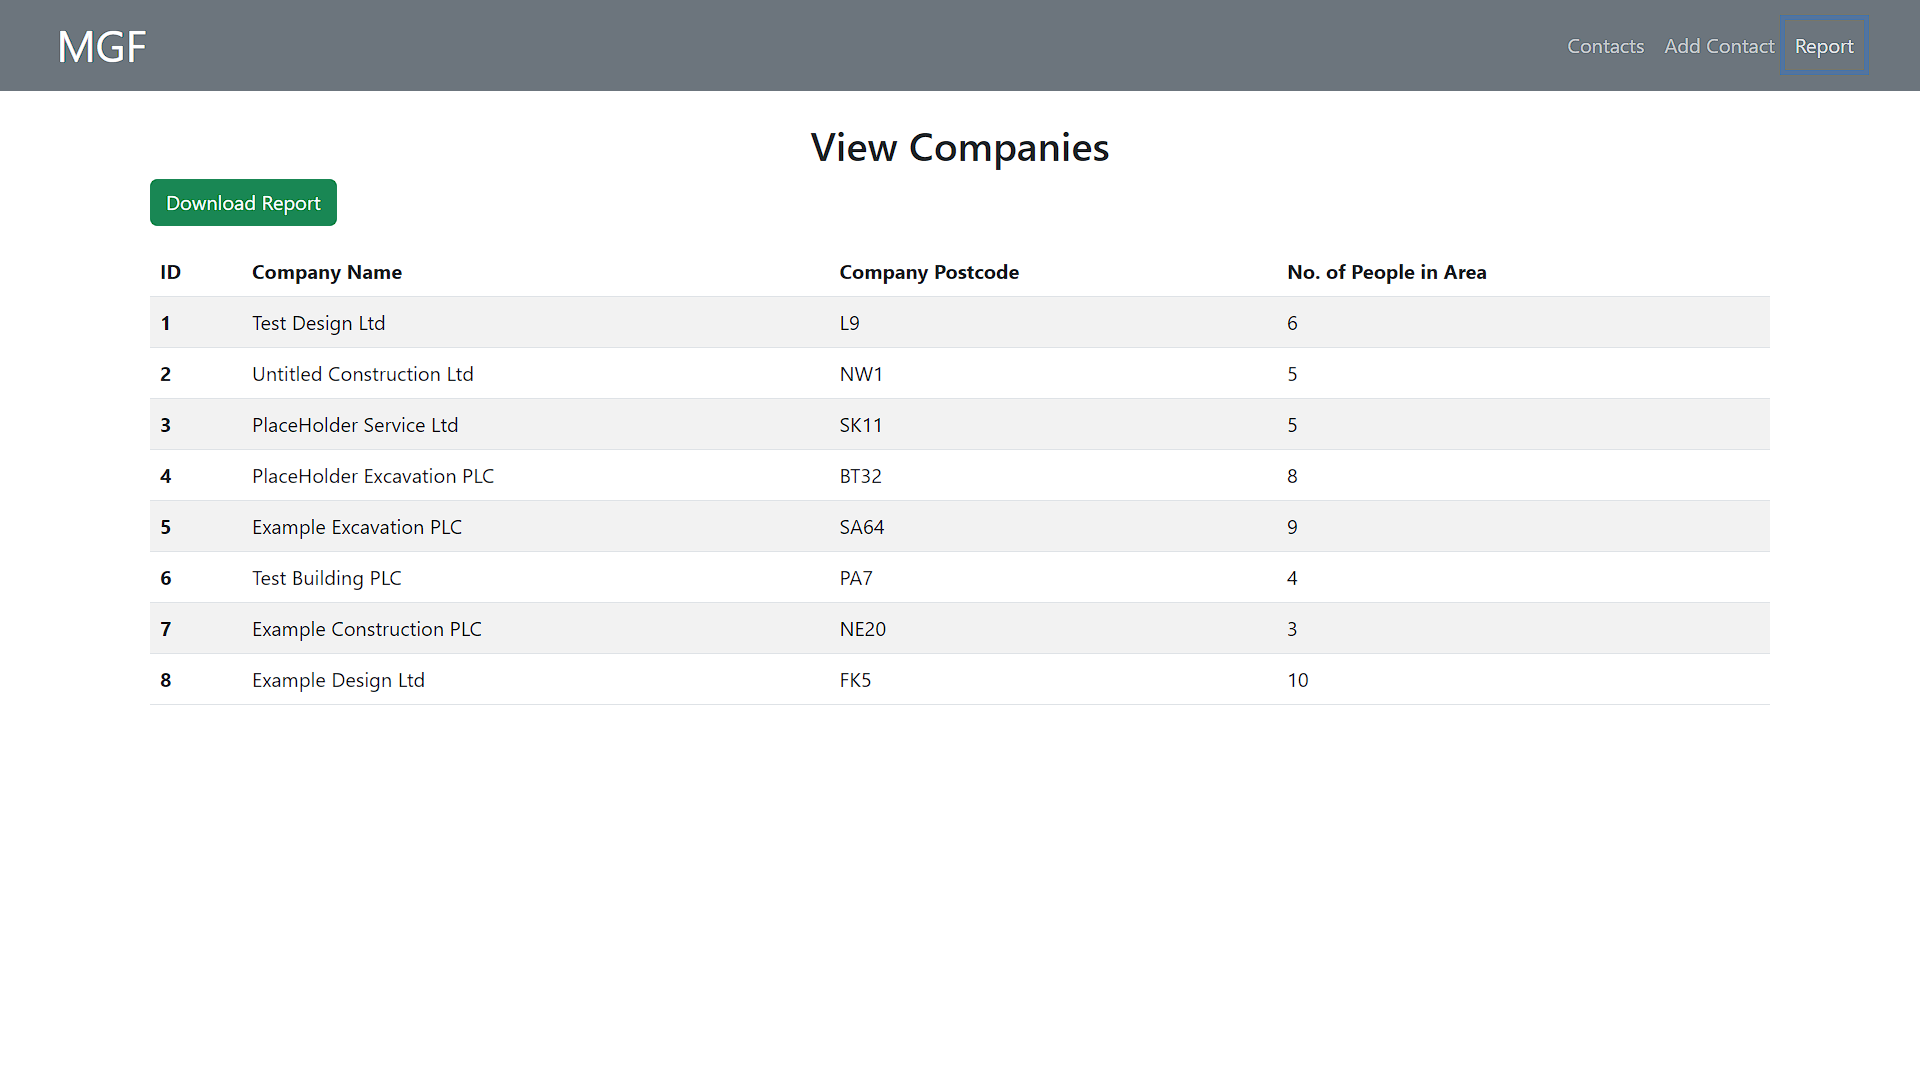 MGF Contacts Add Contact Report
View Companies
Download Report
ID Company Name Company Postcode No. of People in Area
1 Test Design Ltd L9 6
2 Untitled Construction Ltd NW1 5
3 PlaceHolder Service Ltd SK11 5
4 PlaceHolder Excavation PLC BT32 8
5 Example Excavation PLC SA64 9
6 Test Building PLC PA7 4
7 Example Construction PLC NE20 3
8 Example Design Ltd FK5 10